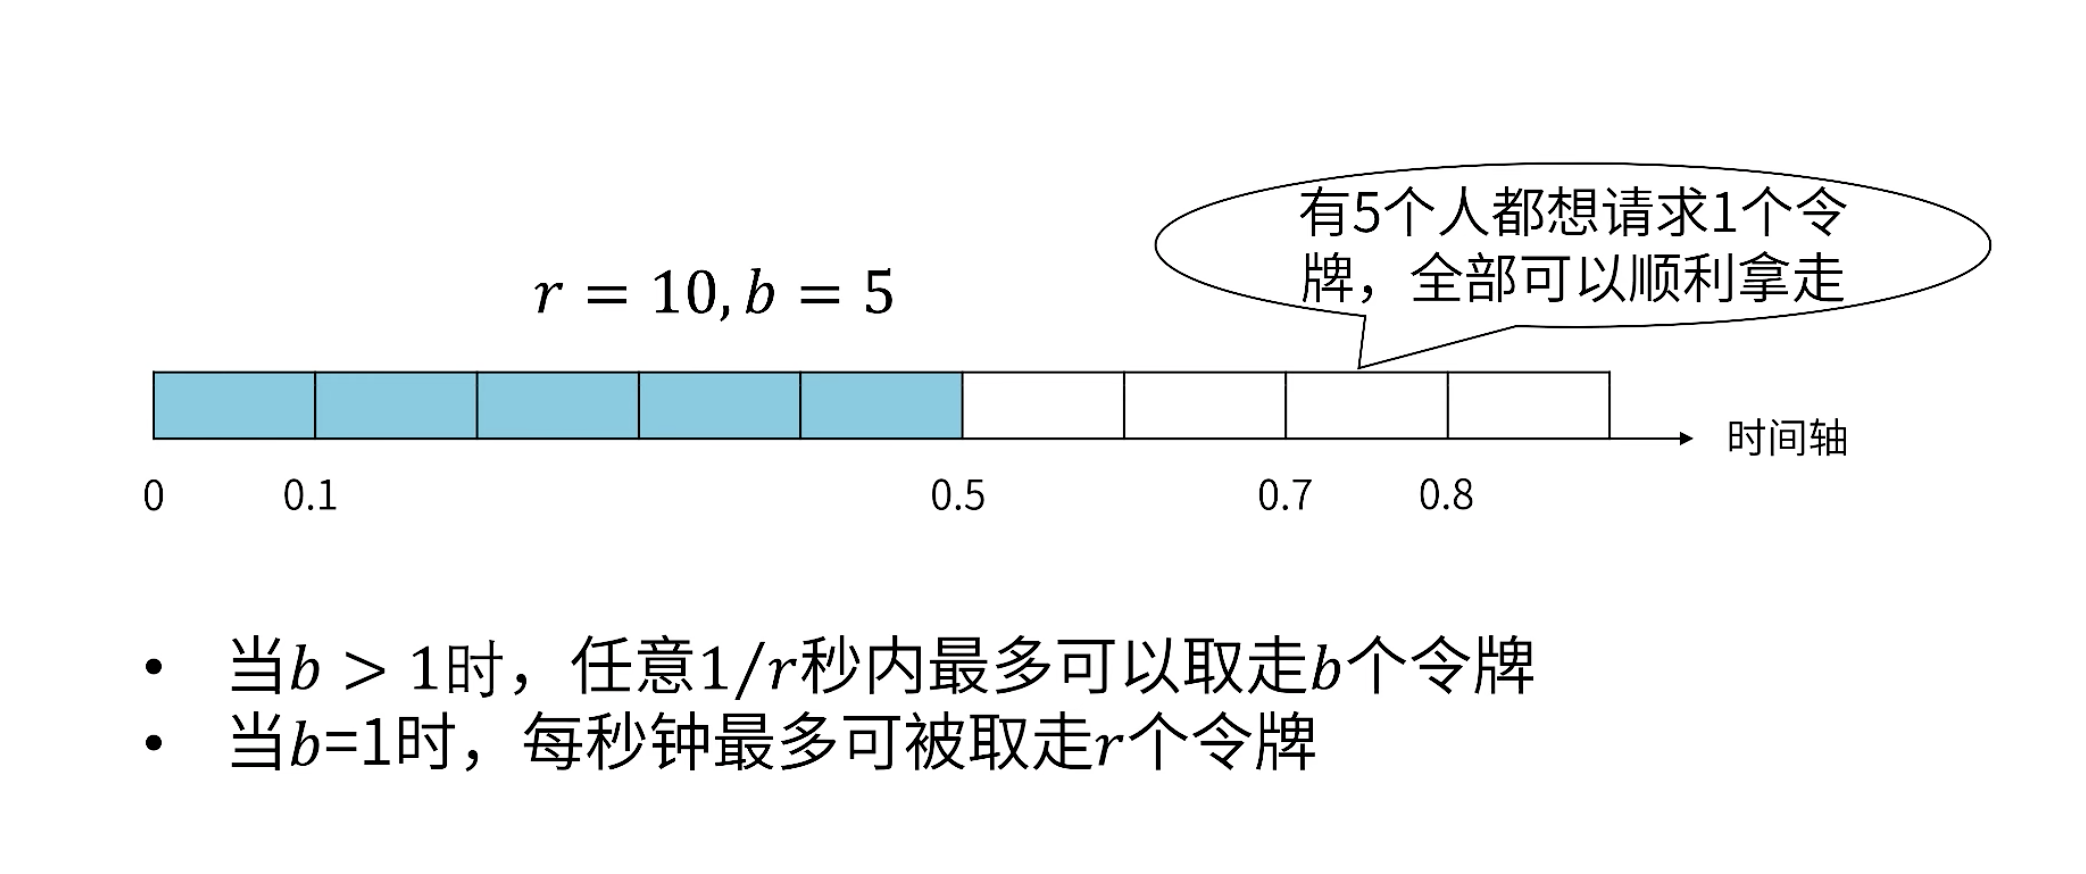 有5个人都想请求1个令
牌，全部可以顺利拿走
r = 10, b = 5
时间轴
0 0.1 0.5 0.7 0.8
• 当b > 1时，任意1/r秒内最多可以取走b个令牌
• 当b=1时，每秒钟最多可被取走r个令牌